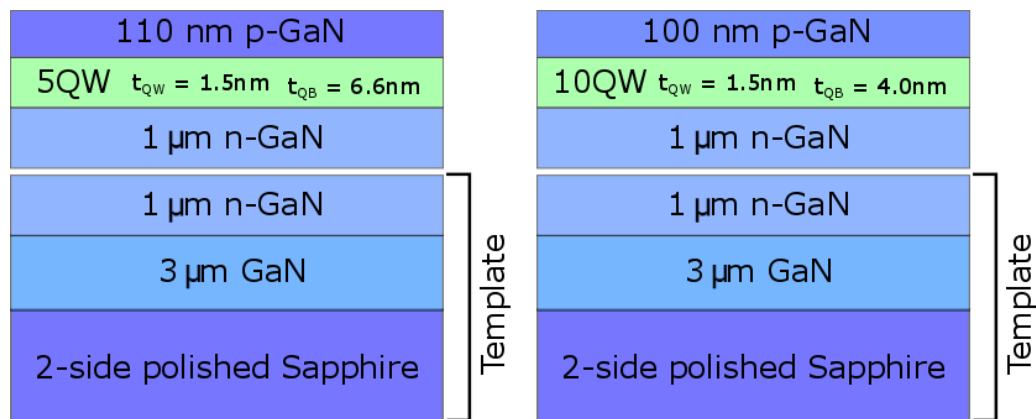 110 nm p-GaN
5QW t_QW = 1.5nm t_QB = 6.6nm
1 µm n-GaN
1 µm n-GaN
3 µm GaN
2-side polished Sapphire
Template
100 nm p-GaN
10QW t_QW = 1.5nm t_QB = 4.0nm
1 µm n-GaN
1 µm n-GaN
3 µm GaN
2-side polished Sapphire
Template